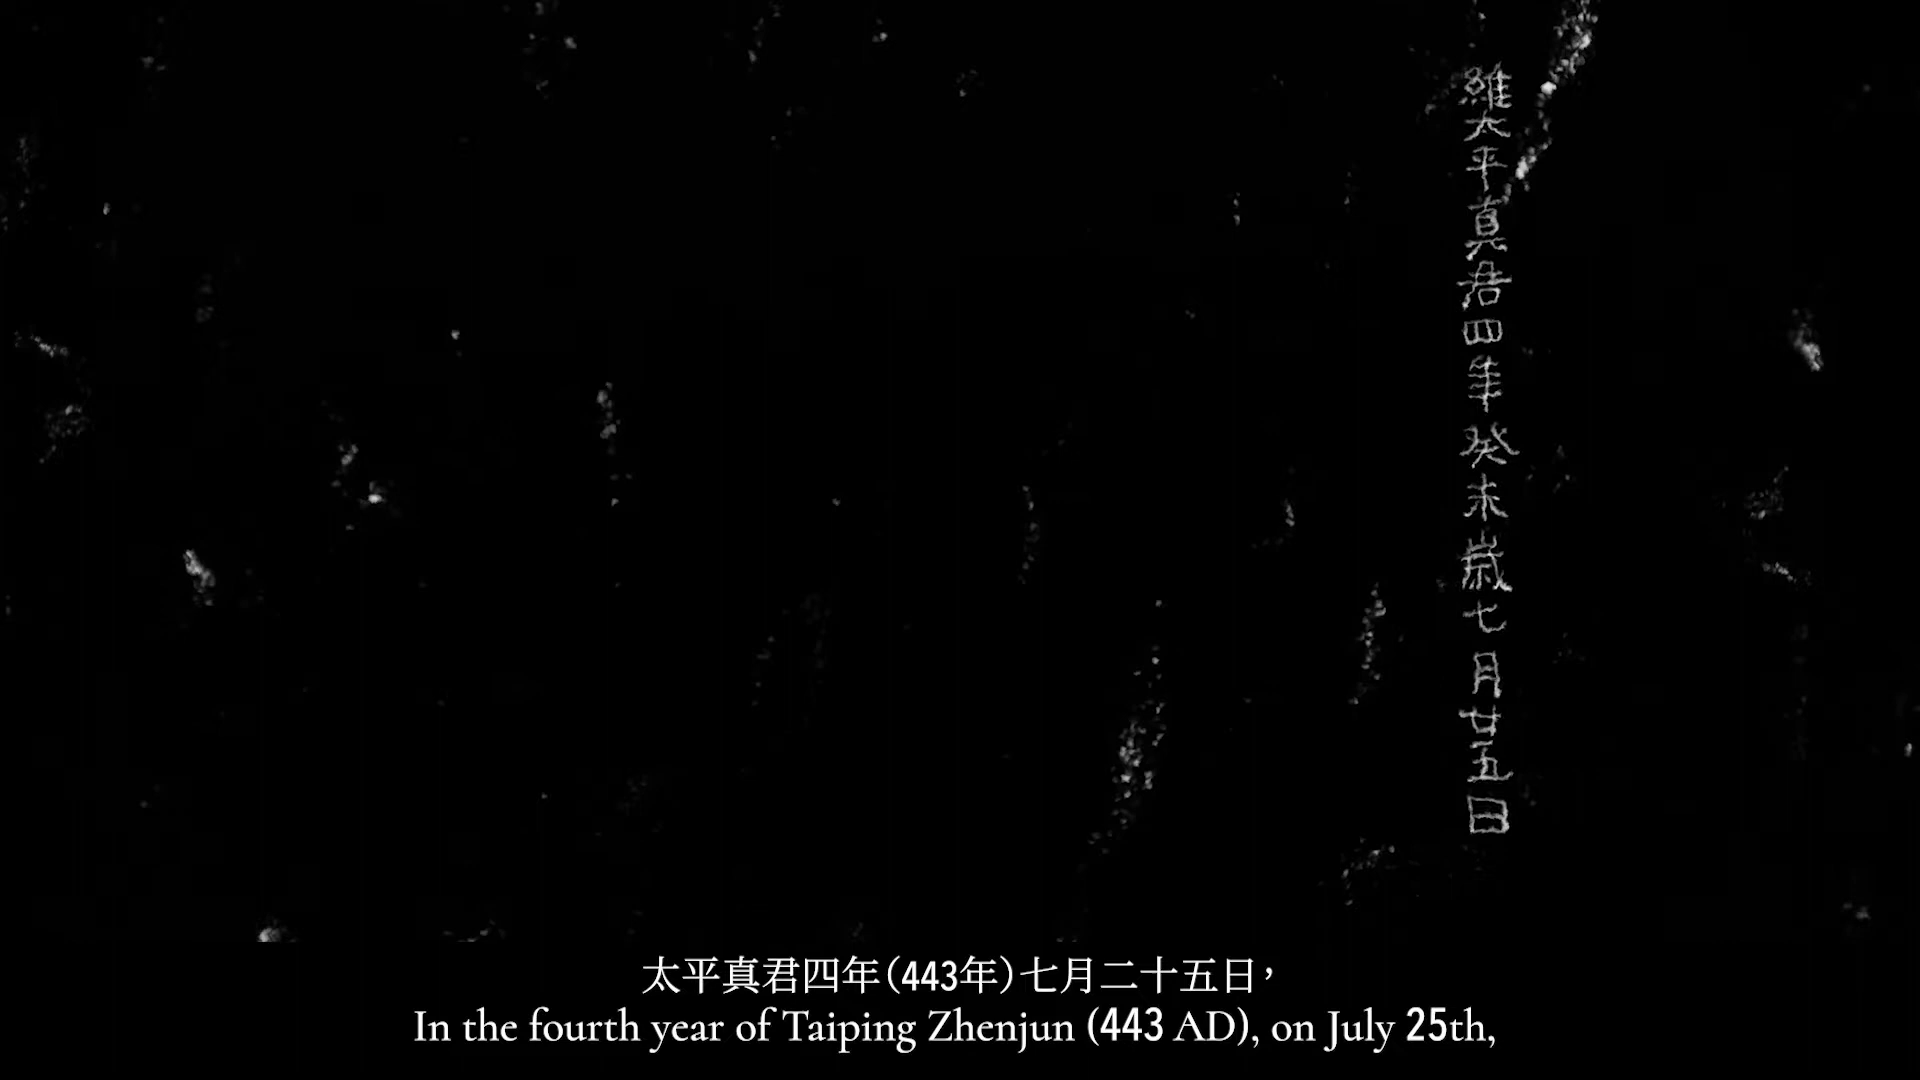 維太平真君四年癸未歲七月廿五日
太平真君四年（443年）七月二十五日，
In the fourth year of Taiping Zhenjun (443 AD), on July 25th,